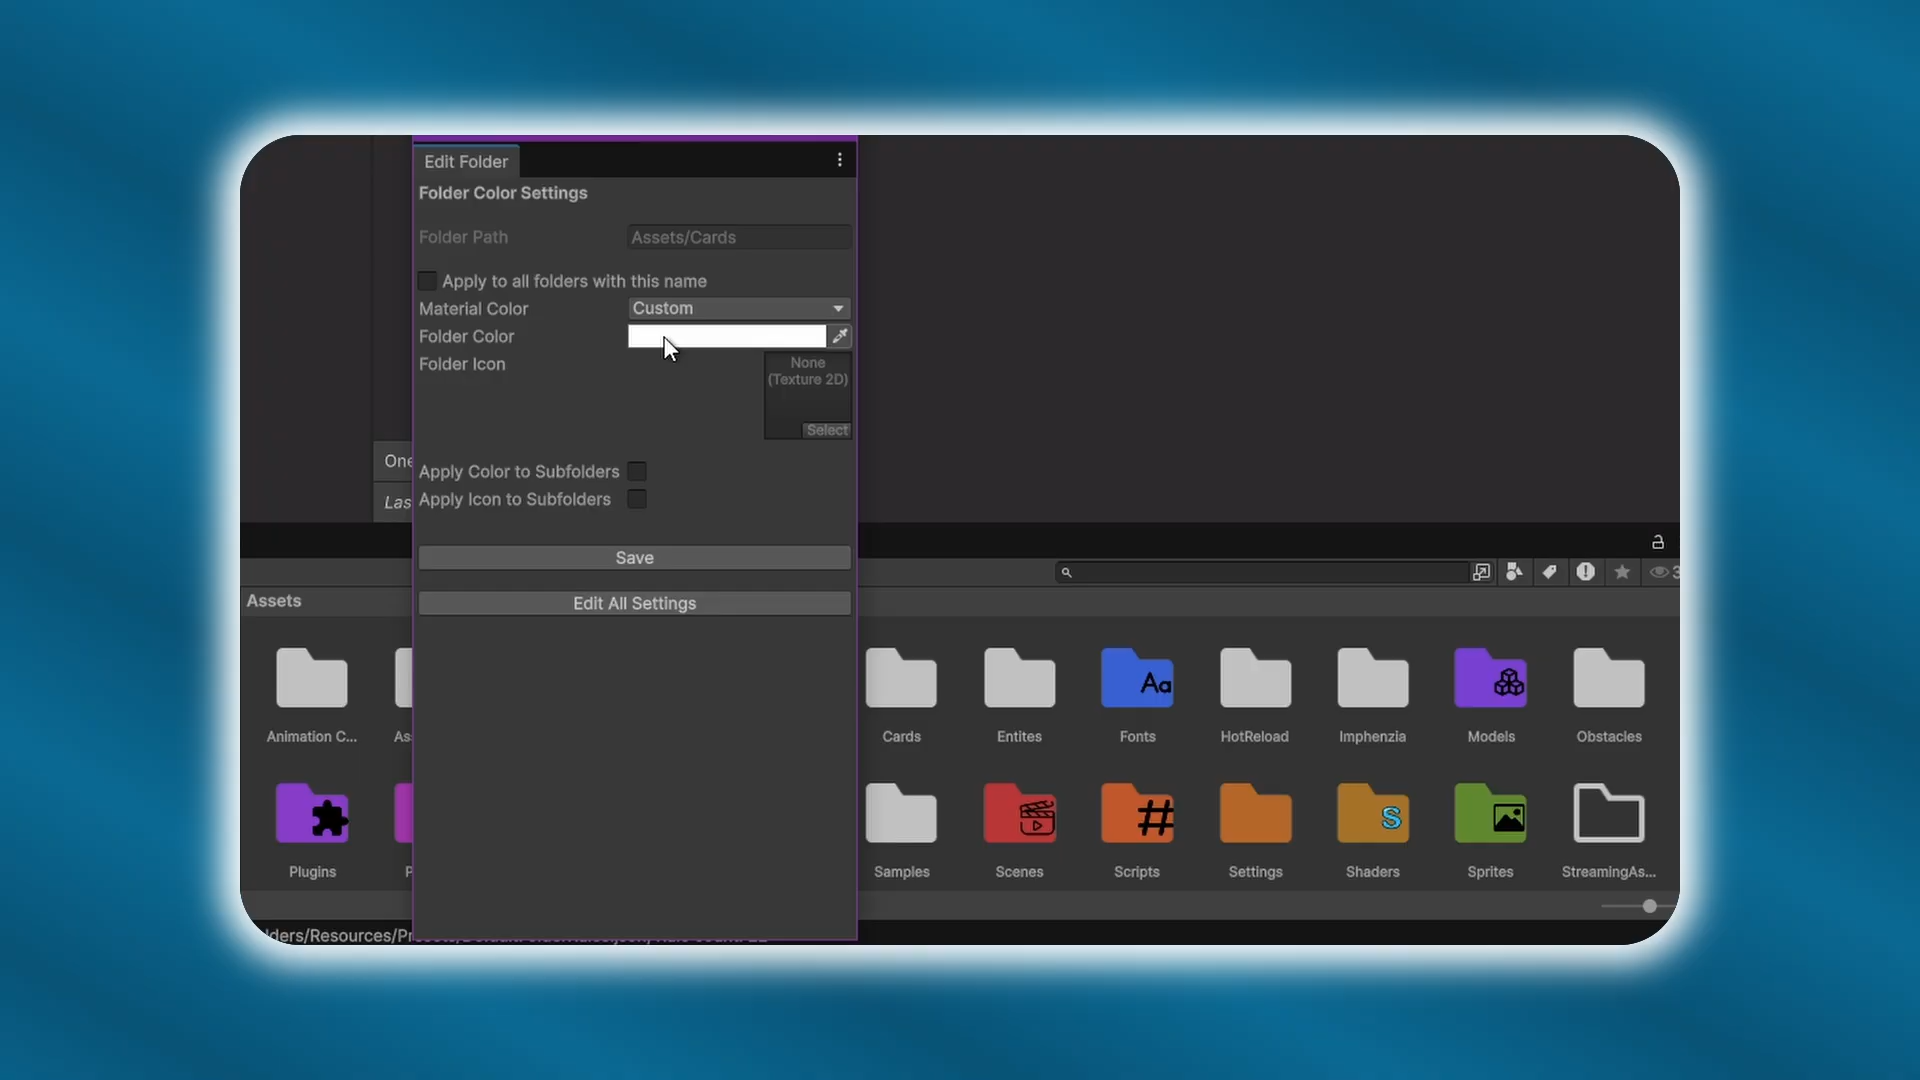 Edit Folder
Folder Color Settings
Folder Path Assets/Cards
Apply to all folders with this name
Material Color Custom
Folder Color
Folder Icon None
(Texture 2D)
Select
One
Apply Color to Subfolders
Las
Apply Icon to Subfolders
Save
3
Edit All Settings
Assets
Aa
Animation C... As Cards Entites Fonts HotReload Imphenzia Models Obstacles
# S
Plugins P Samples Scenes Scripts Settings Shaders Sprites StreamingAs...
lders/Resources/Pr